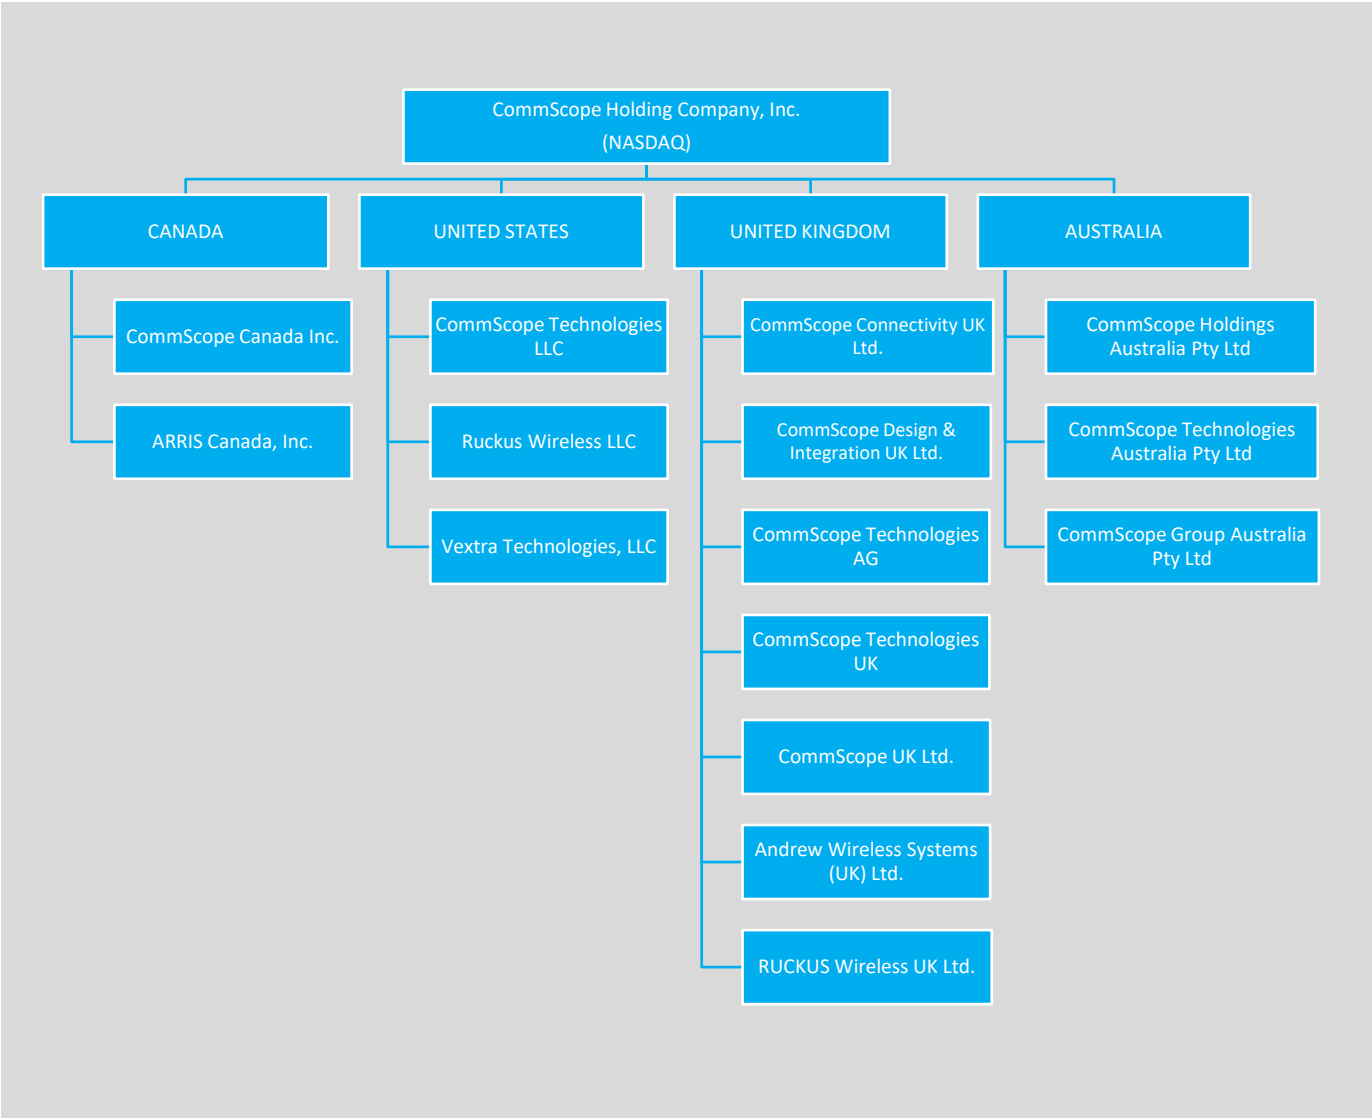 CommScope Holding Company, Inc.
(NASDAQ)
CANADA
UNITED STATES
UNITED KINGDOM
AUSTRALIA
CommScope Canada Inc.
ARRIS Canada, Inc.
CommScope Technologies
LLC
Ruckus Wireless LLC
Vextra Technologies, LLC
CommScope Connectivity UK
Ltd.
CommScope Design &
Integration UK Ltd.
CommScope Technologies
AG
CommScope Technologies
UK
CommScope UK Ltd.
Andrew Wireless Systems
(UK) Ltd.
RUCKUS Wireless UK Ltd.
CommScope Holdings
Australia Pty Ltd
CommScope Technologies
Australia Pty Ltd
CommScope Group Australia
Pty Ltd